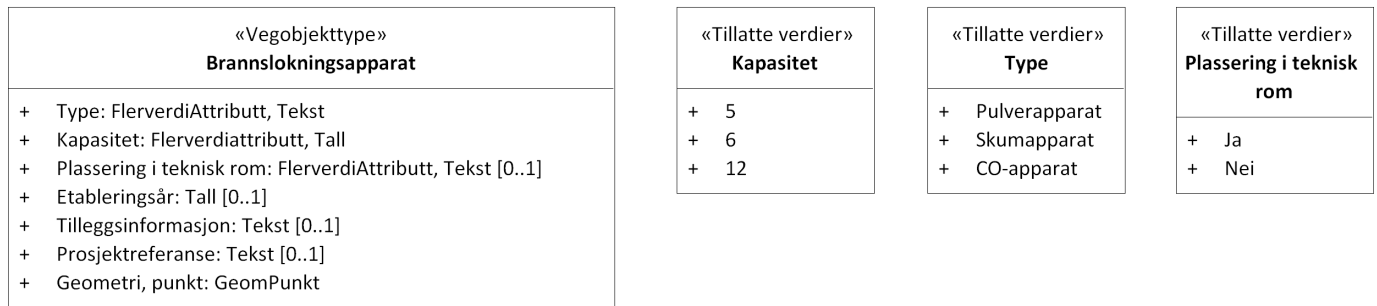 «Vegobjekttype»
Brannslokningsapparat
+ Type: FlerverdiAttributt, Tekst
+ Kapasitet: Flerverdiattributt, Tall
+ Plassering i teknisk rom: FlerverdiAttributt, Tekst [0..1]
+ Etableringsår: Tall [0..1]
+ Tilleggsinformasjon: Tekst [0..1]
+ Prosjektreferanse: Tekst [0..1]
+ Geometri, punkt: GeomPunkt
«Tillatte verdier»
Kapasitet
+ 5
+ 6
+ 12
«Tillatte verdier»
Type
+ Pulverapparat
+ Skumapparat
+ CO-apparat
«Tillatte verdier»
Plassering i teknisk
rom
+ Ja
+ Nei